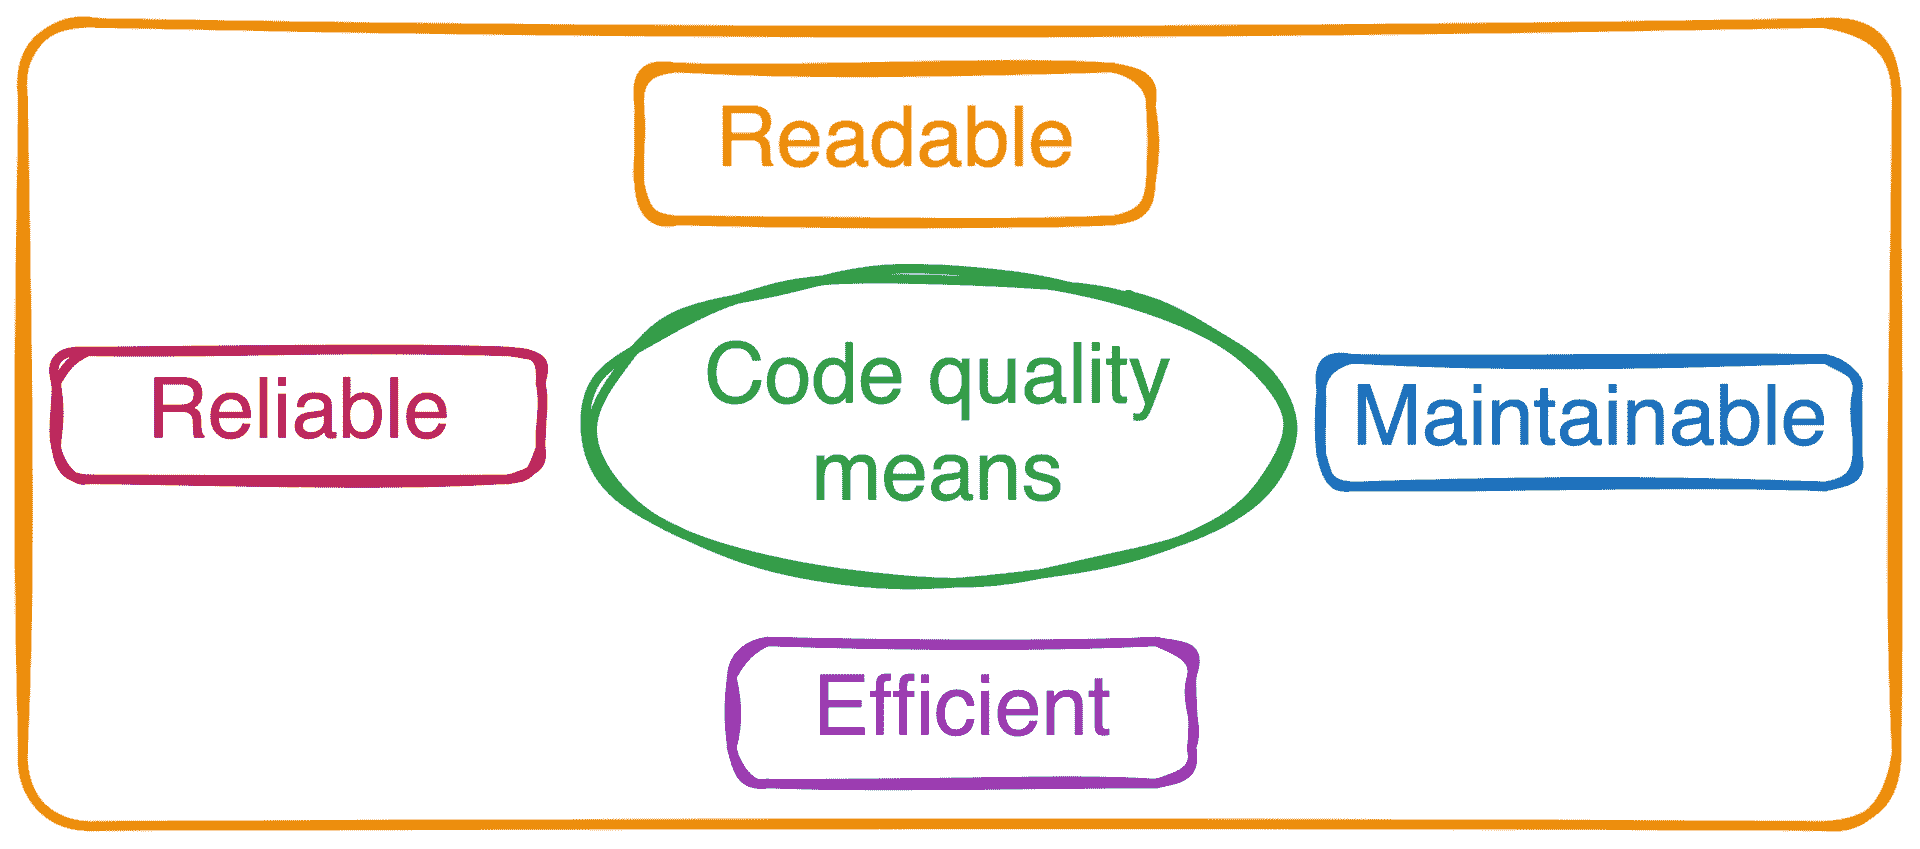 Readable
Code quality
means
Reliable
Maintainable
Efficient